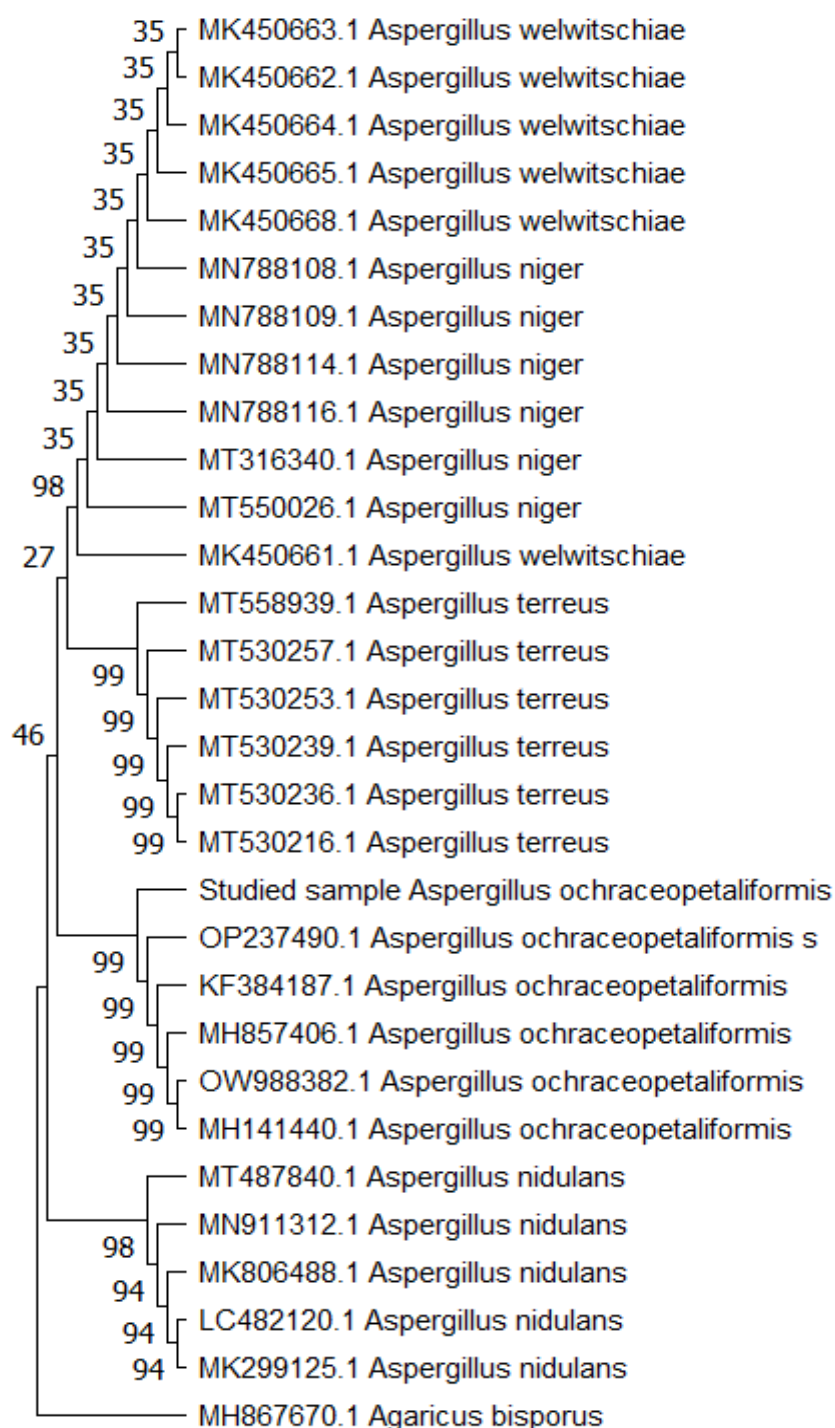 35 MK450663.1 Aspergillus welwitschiae
35 MK450662.1 Aspergillus welwitschiae
35 MK450664.1 Aspergillus welwitschiae
35 MK450665.1 Aspergillus welwitschiae
35 MK450668.1 Aspergillus welwitschiae
35 MN788108.1 Aspergillus niger
35 MN788109.1 Aspergillus niger
35 MN788114.1 Aspergillus niger
35 MN788116.1 Aspergillus niger
35 MT316340.1 Aspergillus niger
98 MT550026.1 Aspergillus niger
27 MK450661.1 Aspergillus welwitschiae
MT558939.1 Aspergillus terreus
99 MT530257.1 Aspergillus terreus
99 MT530253.1 Aspergillus terreus
46 99 MT530239.1 Aspergillus terreus
99 MT530236.1 Aspergillus terreus
99 MT530216.1 Aspergillus terreus
Studied sample Aspergillus ochraceopetaliformis
99 OP237490.1 Aspergillus ochraceopetaliformis s
99 KF384187.1 Aspergillus ochraceopetaliformis
99 MH857406.1 Aspergillus ochraceopetaliformis
99 OW988382.1 Aspergillus ochraceopetaliformis
99 MH141440.1 Aspergillus ochraceopetaliformis
MT487840.1 Aspergillus nidulans
98 MN911312.1 Aspergillus nidulans
94 MK806488.1 Aspergillus nidulans
94 LC482120.1 Aspergillus nidulans
94 MK299125.1 Aspergillus nidulans
MH867670.1 Agaricus bisporus